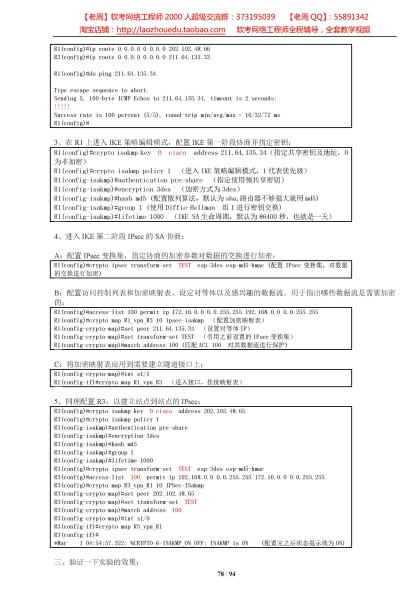 【老周】软考网络工程师 2000 人超级交流群：373195039 【老周 QQ】：55891342
淘宝店铺：http://laozhouedu.taobao.com 软考网络工程师全程辅导，全套教学视频
R1(config)#ip route 0.0.0.0 0.0.0.0 202.102.48.66
R3(config)#ip route 0.0.0.0 0.0.0.0 211.64.135.33
R1(config)#do ping 211.64.135.34
Type escape sequence to abort.
Sending 5, 100-byte ICMP Echos to 211.64.135.34, timeout is 2 seconds:
!!!!!
Success rate is 100 percent (5/5), round-trip min/avg/max = 16/32/72 ms
R1(config)#
3、在 R1 上进入 IKE 策略编辑模式，配置 IKE 第一阶段协商并指定密钥：
R1(config)#crypto isakmp key 0 cisco address 211.64.135.34 (指定共享密钥及地址，0
为非加密）
R1(config)#crypto isakmp policy 1 （进入 IKE 策略编辑模式，1 代表优先级）
R1(config-isakmp)#authentication pre-share （指定使用预共享密钥）
R1(config-isakmp)#encryption 3des （加密方式为 3des）
R1(config-isakmp)#hash md5 (配置散列算法，默认为 sha,路由器不够强大就用 md5)
R1(config-isakmp)#group 1 (使用 Diffie-Hellman 组 1 进行密钥交换)
R1(config-isakmp)#lifetime 1000 （IKE SA 生命周期，默认为 86400 秒，也就是一天）
4、进入 IKE 第二阶段 IPsec 的 SA 协商：
A：配置 IPsec 变换集，指定协商的加密参数对数据的交换进行加密：
R1(config)#crypto ipsec transform-set TEST esp-3des esp-md5-hmac (配置 IPsec 变换集，对数据
的交换进行加密)
B：配置访问控制列表和加密映射表。设定对等体以及感兴趣的数据流。用于指出哪些数据流是需要加密
的：
R1(config)#access-list 100 permit ip 172.16.0.0 0.0.255.255 192.168.0.0 0.0.255.255
R1(config)#crypto map R1_vpn_R3 10 ipsec-isakmp （配置加密映射表）
R1(config-crypto-map)#set peer 211.64.135.34 （设置对等体 IP）
R1(config-crypto-map)#set transform-set TEST （引用之前设置的 IPsec 变换集）
R1(config-crypto-map)#match address 100 (匹配 ACL 100 对其数据流进行保护)
C：将加密映射表应用到需要建立隧道接口上：
R1(config-crypto-map)#int s1/1
R1(config-if)#crypto map R1_vpn_R3 （进入接口，挂接映射表）
5、同理配置 R3，以建立站点到站点的 IPsec：
R3(config)#crypto isakmp key 0 cisco address 202.102.48.65
R3(config)#crypto isakmp policy 1
R3(config-isakmp)#authentication pre-share
R3(config-isakmp)#encryption 3des
R3(config-isakmp)#hash md5
R3(config-isakmp)#group 1
R3(config-isakmp)#lifetime 1000
R3(config)#crypto ipsec transform-set TEST esp-3des esp-md5-hmac
R3(config)#access-list 100 permit ip 192.168.0.0 0.0.255.255 172.16.0.0 0.0.255.255
R3(config)#crypto map R3_vpn_R1 10 IPSec-ISakmp
R3(config-crypto-map)#set peer 202.102.48.65
R3(config-crypto-map)#set transform-set TEST
R3(config-crypto-map)#match address 100
R3(config-crypto-map)#int s1/0
R3(config-if)#crypto map R3_vpn_R1
R3(config-if)#
*Mar 1 04:54:57.322: %CRYPTO-6-ISAKMP_ON_OFF: ISAKMP is ON （配置完之后状态提示就为 ON)
三、验证一下实验的效果：
78 / 94